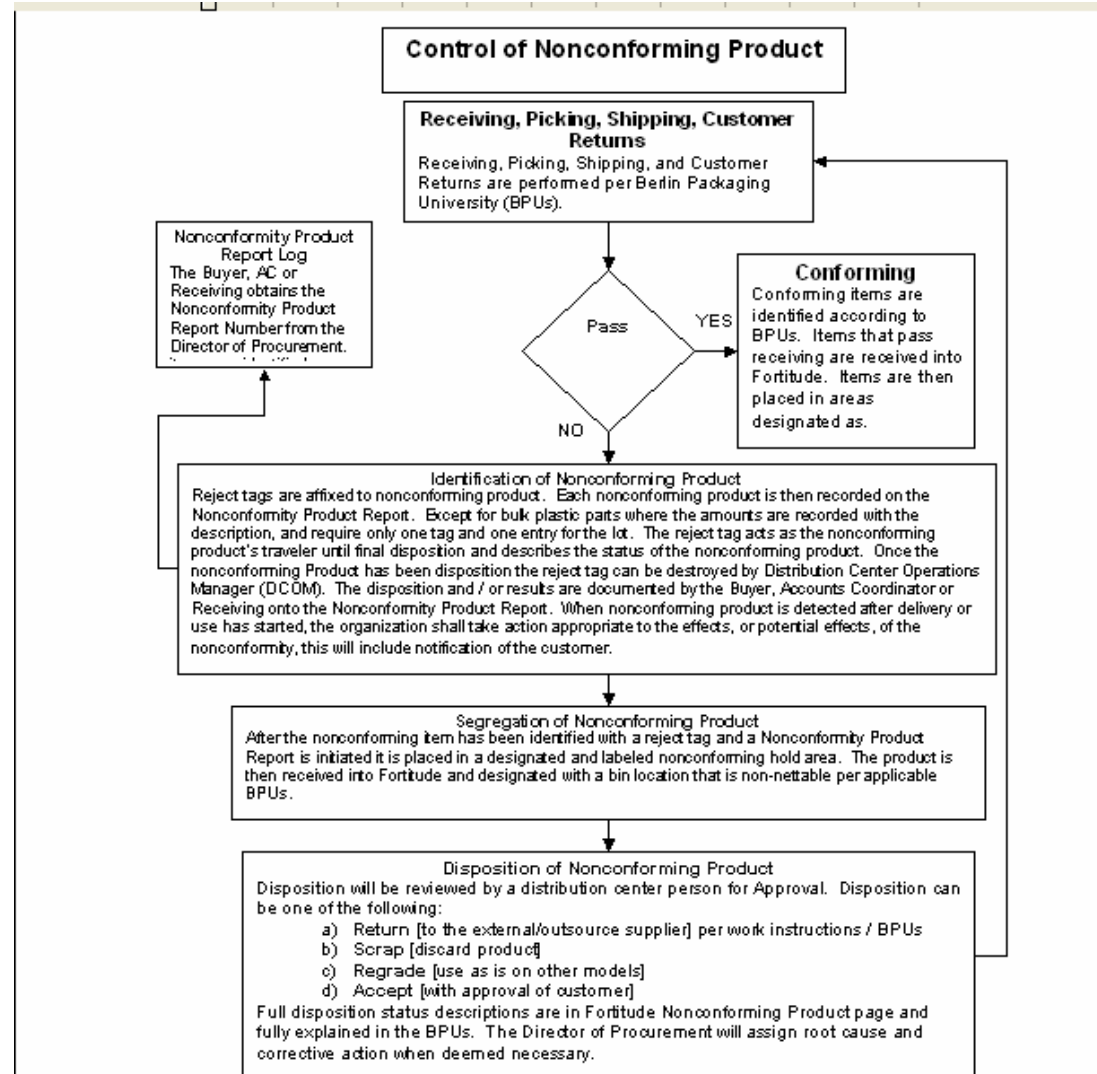 Control of Nonconforming Product
Receiving, Picking, Shipping, Customer
Returns
Receiving, Picking, Shipping, and Customer
Returns are performed per Berlin Packaging
University (BPUs).
Nonconformity Product
Report Log
The Buyer, AC or
Receiving obtains the
Nonconformity Product
Report Number from the
Director of Procurement.
Pass
YES
NO
Conforming
Conforming items are
identified according to
BPUs. Items that pass
receiving are received into
Fortitude. Items are then
placed in areas
designated as.
Identification of Nonconforming Product
Reject tags are affixed to nonconforming product. Each nonconforming product is then recorded on the
Nonconformity Product Report. Except for bulk plastic parts where the amounts are recorded with the
description, and require only one tag and one entry for the lot. The reject tag acts as the nonconforming
product's traveler until final disposition and describes the status of the nonconforming product. Once the
nonconforming Product has been disposition the reject tag can be destroyed by Distribution Center Operations
Manager (DCOM). The disposition and / or results are documented by the Buyer, Accounts Coordinator or
Receiving onto the Nonconformity Product Report. When nonconforming product is detected after delivery or
use has started, the organization shall take action appropriate to the effects, or potential effects, of the
nonconformity, this will include notification of the customer.
Segregation of Nonconforming Product
After the nonconforming item has been identified with a reject tag and a Nonconformity Product
Report is initiated it is placed in a designated and labeled nonconforming hold area. The product is
then received into Fortitude and designated with a bin location that is non-nettable per applicable
BPUs.
Disposition of Nonconforming Product
Disposition will be reviewed by a distribution center person for Approval. Disposition can
be one of the following:
a) Return [to the external/outsource supplier] per work instructions / BPUs
b) Scrap [discard product]
c) Regrade [use as is on other models]
d) Accept [with approval of customer]
Full disposition status descriptions are in Fortitude Nonconforming Product page and
fully explained in the BPUs. The Director of Procurement will assign root cause and
corrective action when deemed necessary.